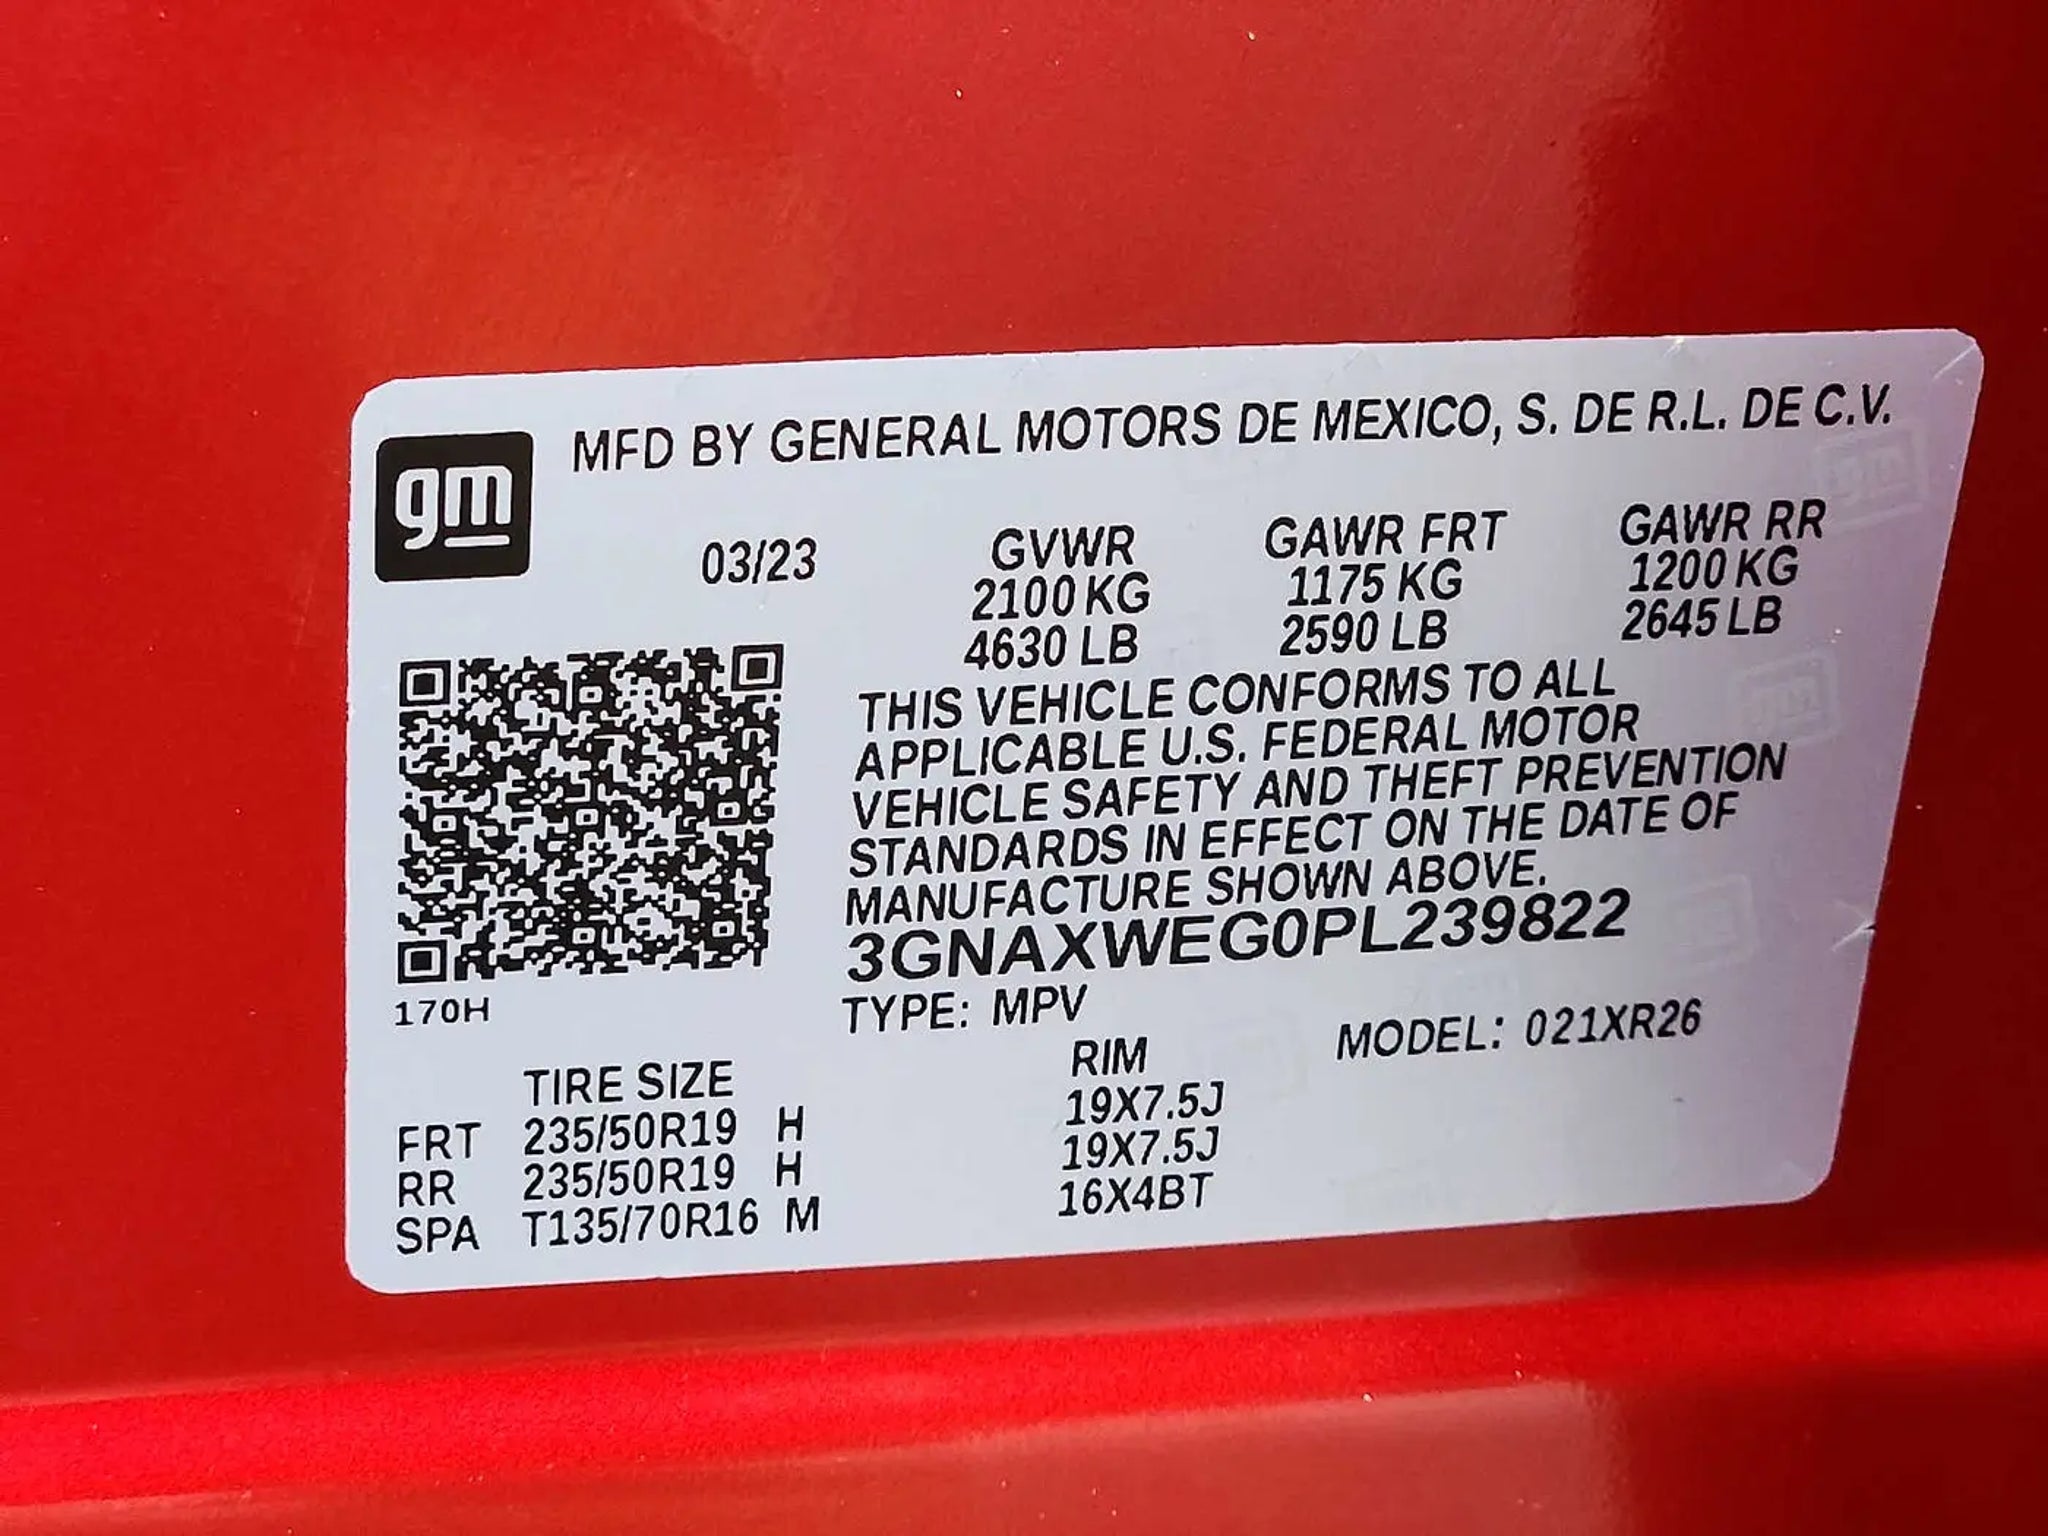 gm
MFD BY GENERAL MOTORS DE MEXICO, S. DE R.L. DE C.V.
03/23 GVWR GAWR FRT GAWR RR
2100 KG 1175 KG 1200 KG
4630 LB 2590 LB 2645 LB
THIS VEHICLE CONFORMS TO ALL
APPLICABLE U.S. FEDERAL MOTOR
VEHICLE SAFETY AND THEFT PREVENTION
STANDARDS IN EFFECT ON THE DATE OF
MANUFACTURE SHOWN ABOVE.
3GNAXWEG0PL239822
170H
TYPE: MPV MODEL: 021XR26
TIRE SIZE RIM
FRT 235/50R19 H 19X7.5J
RR 235/50R19 H 19X7.5J
SPA T135/70R16 M 16X4BT